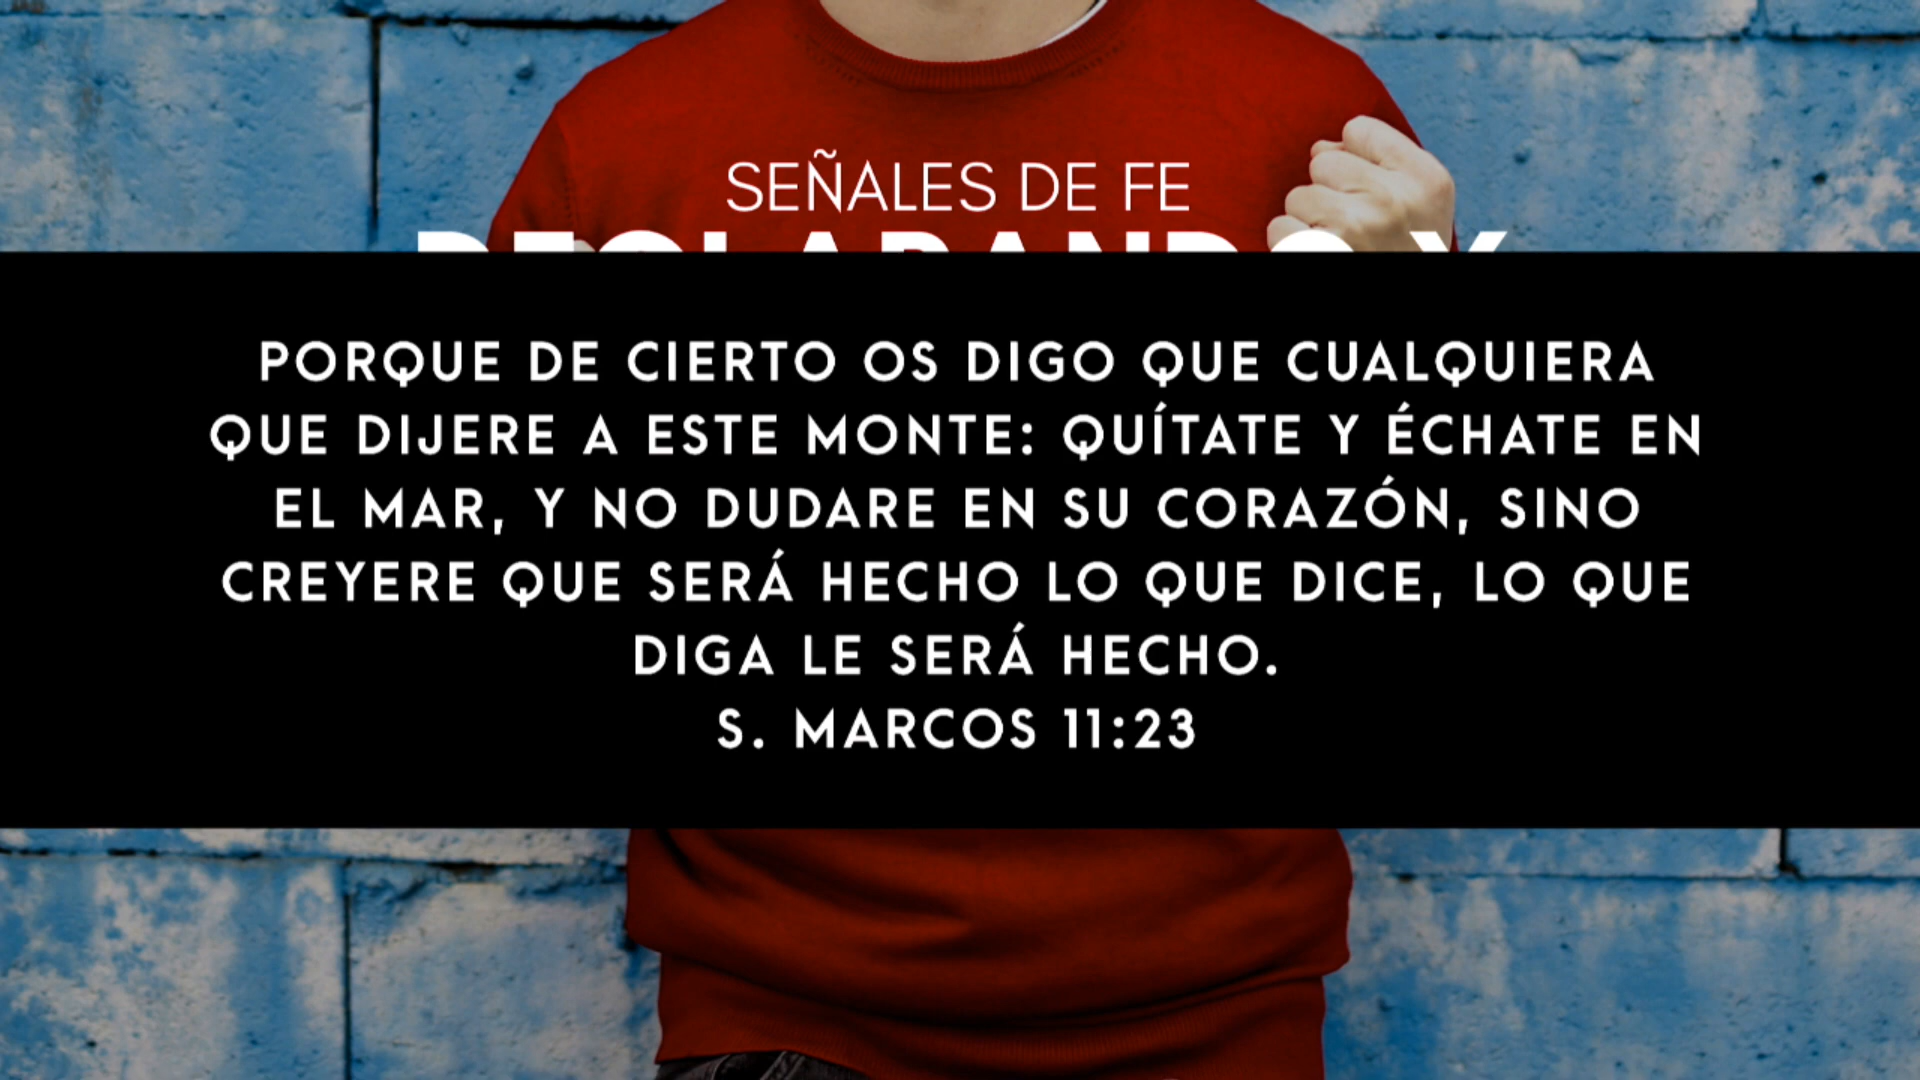 SEÑALES DE FE
DECLARANDO Y
PORQUE DE CIERTO OS DIGO QUE CUALQUIERA
QUE DIJERE A ESTE MONTE: QUÍTATE Y ÉCHATE EN
EL MAR, Y NO DUDARE EN SU CORAZÓN, SINO
CREYERE QUE SERÁ HECHO LO QUE DICE, LO QUE
DIGA LE SERÁ HECHO.
S. MARCOS 11:23